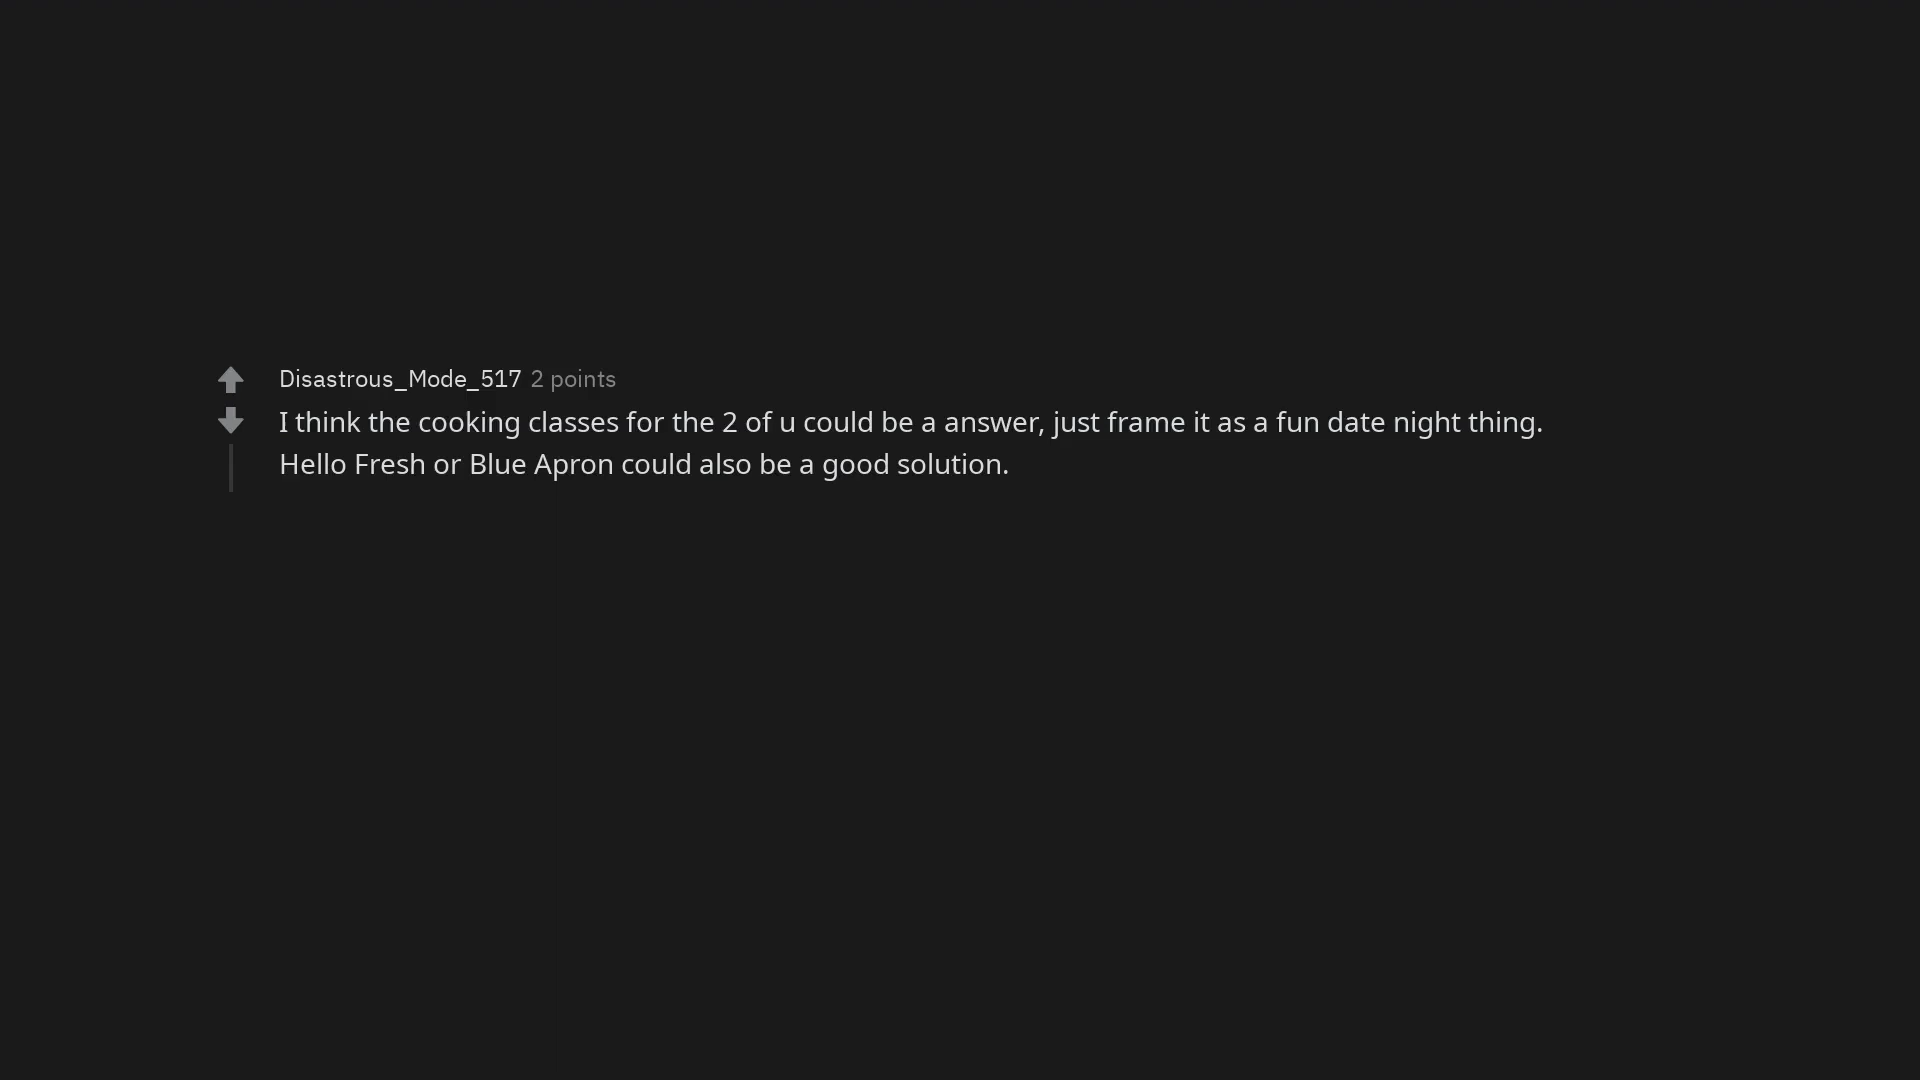 Disastrous_Mode_517 2 points
I think the cooking classes for the 2 of u could be a answer, just frame it as a fun date night thing.
Hello Fresh or Blue Apron could also be a good solution.